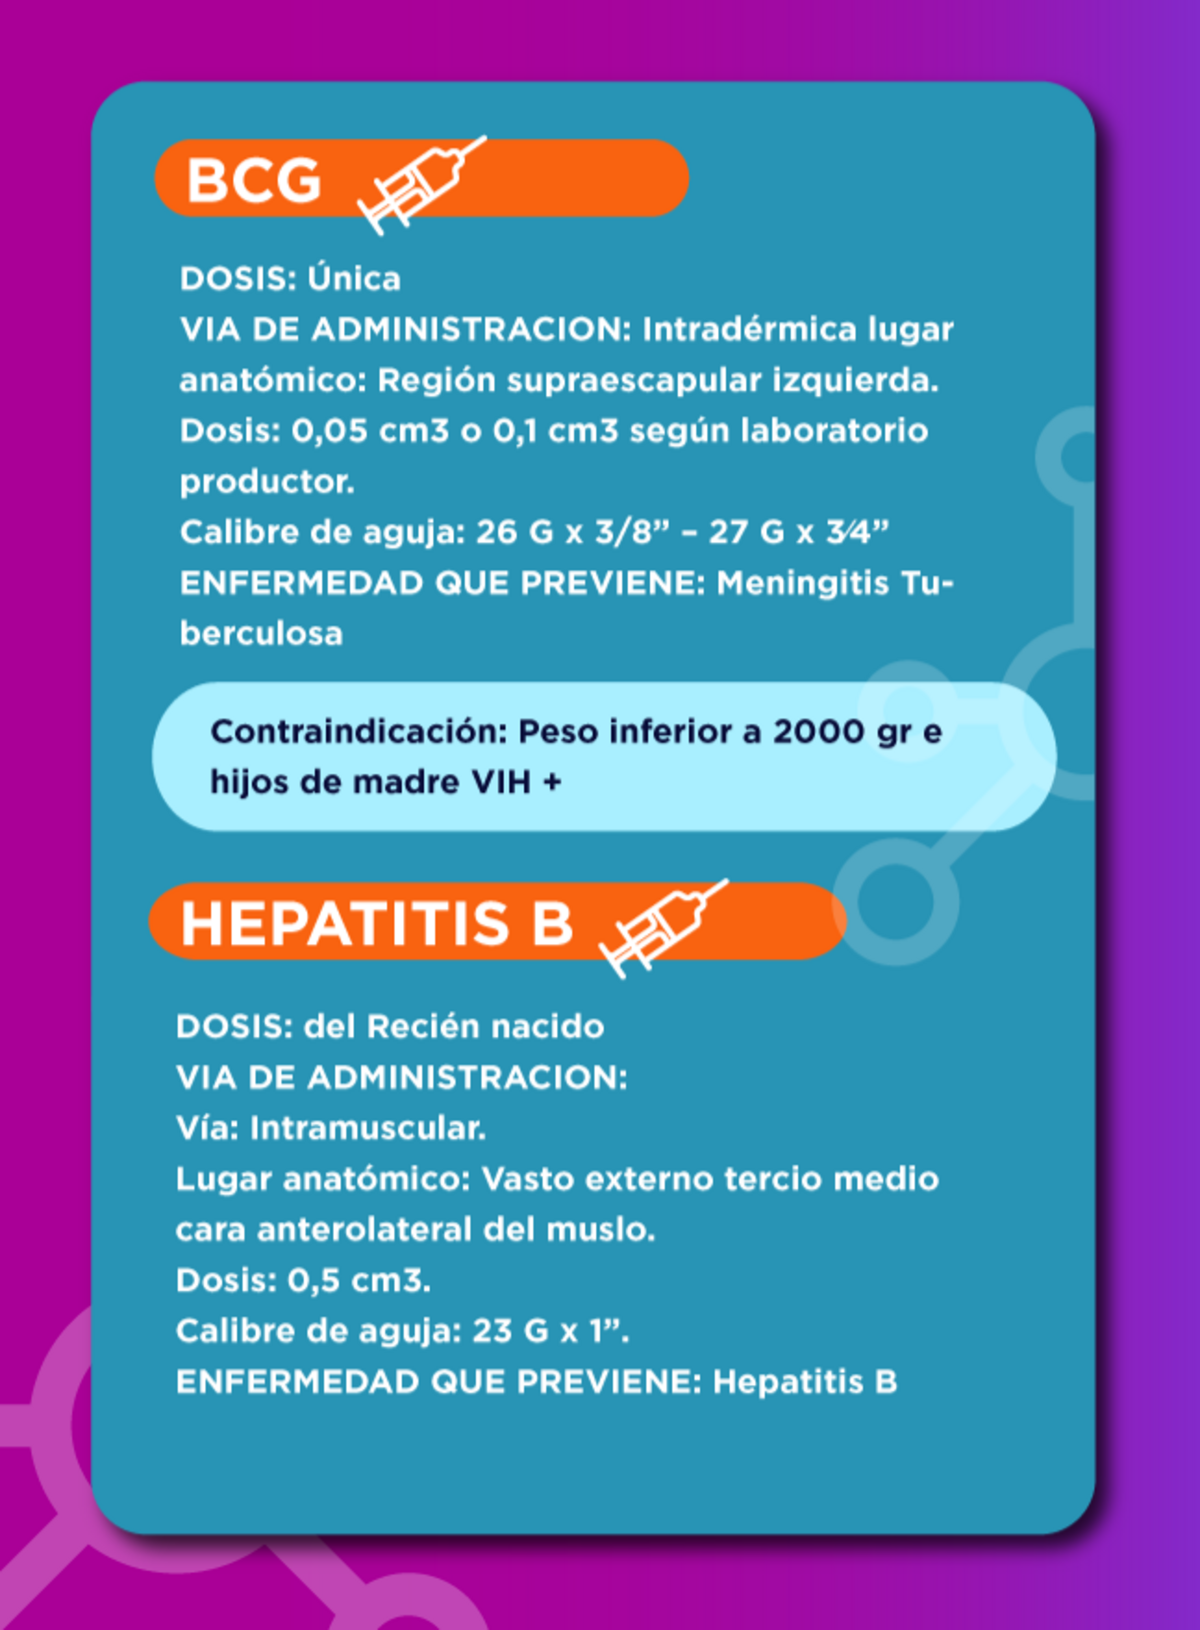 BCG
DOSIS: Única
VIA DE ADMINISTRACION: Intradérmica lugar
anatómico: Región supraescapular izquierda.
Dosis: 0,05 cm3 o 0,1 cm3 según laboratorio
productor.
Calibre de aguja: 26 G x 3/8” – 27 G x 3⁄4”
ENFERMEDAD QUE PREVIENE: Meningitis Tu-
berculosa
Contraindicación: Peso inferior a 2000 gr e
hijos de madre VIH +
HEPATITIS B
DOSIS: del Recién nacido
VIA DE ADMINISTRACION:
Vía: Intramuscular.
Lugar anatómico: Vasto externo tercio medio
cara anterolateral del muslo.
Dosis: 0,5 cm3.
Calibre de aguja: 23 G x 1”.
ENFERMEDAD QUE PREVIENE: Hepatitis B